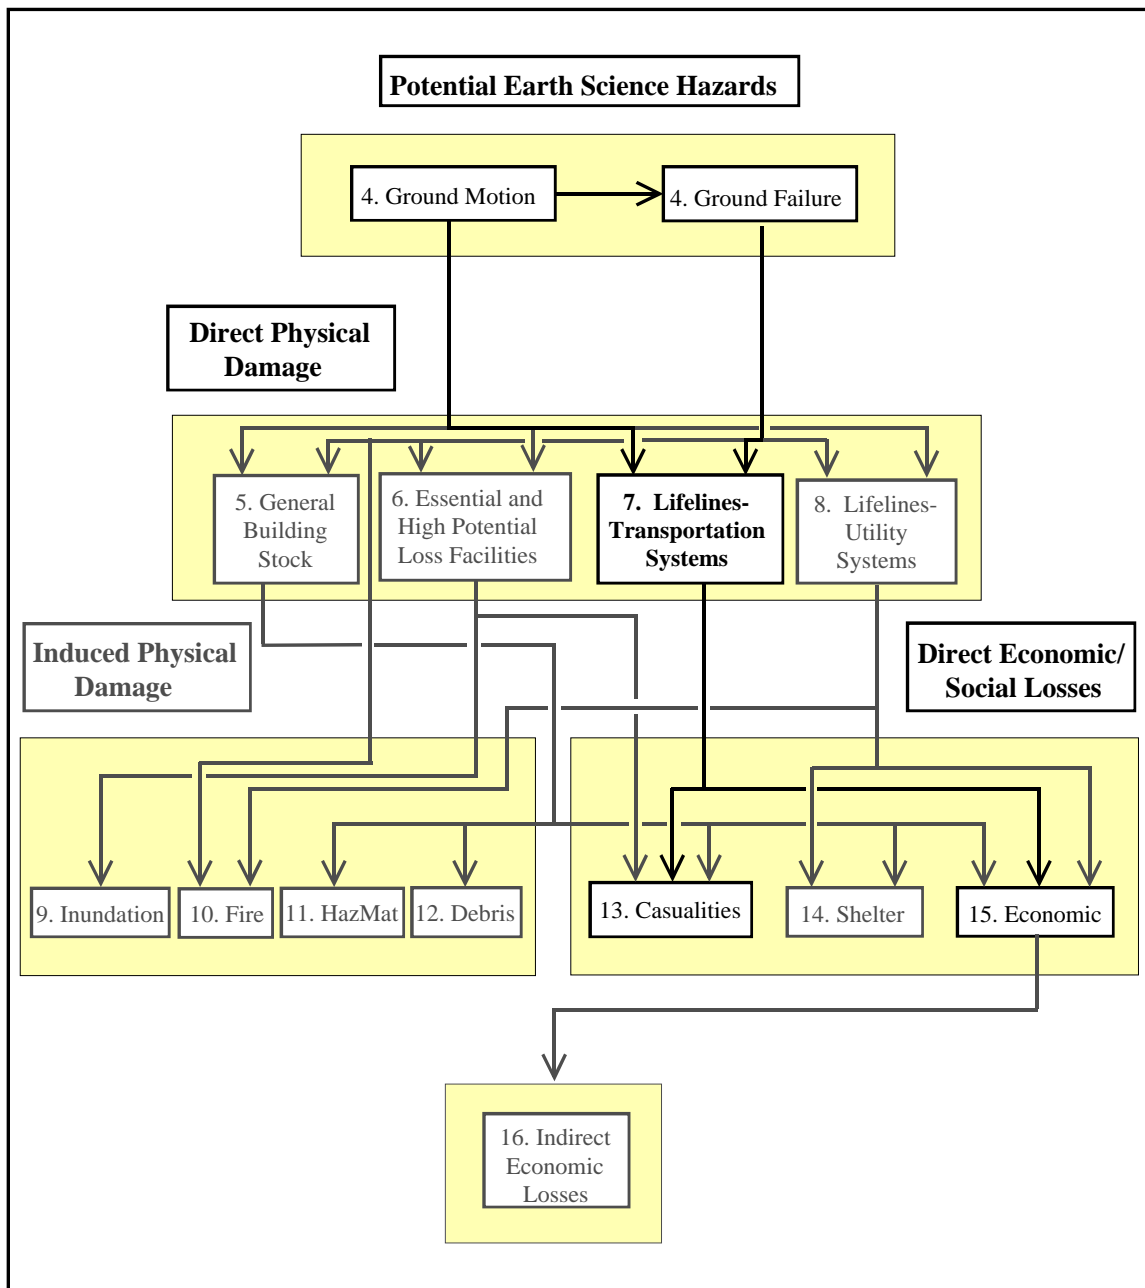 Potential Earth Science Hazards
4. Ground Motion
4. Ground Failure
Direct Physical
Damage
5. General
Building
Stock
6. Essential and
High Potential
Loss Facilities
7. Lifelines-
Transportation
Systems
8. Lifelines-
Utility
Systems
Induced Physical
Damage
Direct Economic/
Social Losses
9. Inundation
10. Fire
11. HazMat
12. Debris
13. Casualities
14. Shelter
15. Economic
16. Indirect
Economic
Losses